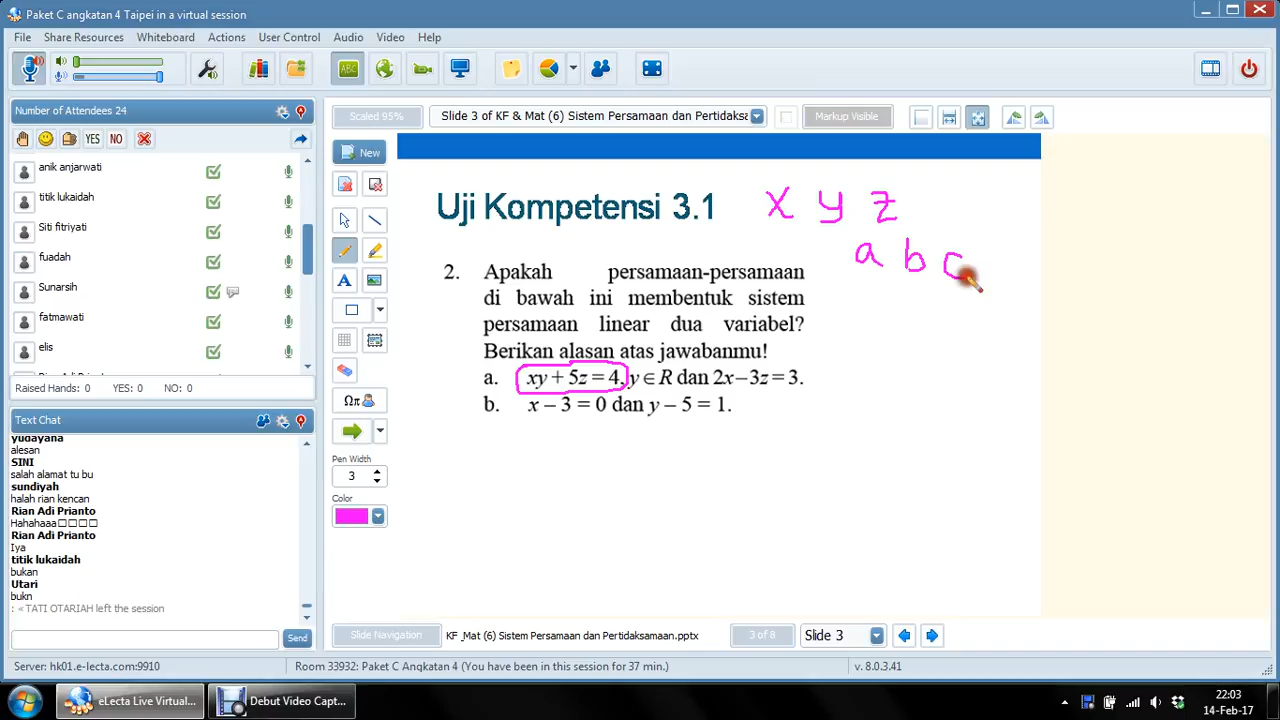 Paket C angkatan 4 Taipei in a virtual session
File Share Resources Whiteboard Actions User Control Audio Video Help
ABC
Number of Attendees 24
YES NO
anik anjarwati
titik lukaidah
Siti fitriyati
fuadah
Sunarsih
fatmawati
elis
Raised Hands: 0 YES: 0 NO: 0
Text Chat
yudayana
alesan
SINI
salah alamat tu bu
sundiyah
halah rian kencan
Rian Adi Prianto
Hahahaaa□□□□
Rian Adi Prianto
Iya
titik lukaidah
bukan
Utari
bukn
: « TATI OTARIAH left the session
Send
Scaled 95%
Slide 3 of KF & Mat (6) Sistem Persamaan dan Pertidaksa
Markup Visible
New
A
Ωπ
Pen Width
3
Color
Uji Kompetensi 3.1
x y z
a b c
2. Apakah persamaan-persamaan
di bawah ini membentuk sistem
persamaan linear dua variabel?
Berikan alasan atas jawabanmu!
a. xy + 5z = 4, y ∈ R dan 2x – 3z = 3.
b. x – 3 = 0 dan y – 5 = 1.
Slide Navigation
KF _Mat (6) Sistem Persamaan dan Pertidaksamaan.pptx
3 of 8
Slide 3
Server: hk01.e-lecta.com:9910
Room 33932: Paket C Angkatan 4 (You have been in this session for 37 min.)
v. 8.0.3.41
eLecta Live Virtual...
Debut Video Capt...
22:03
14-Feb-17